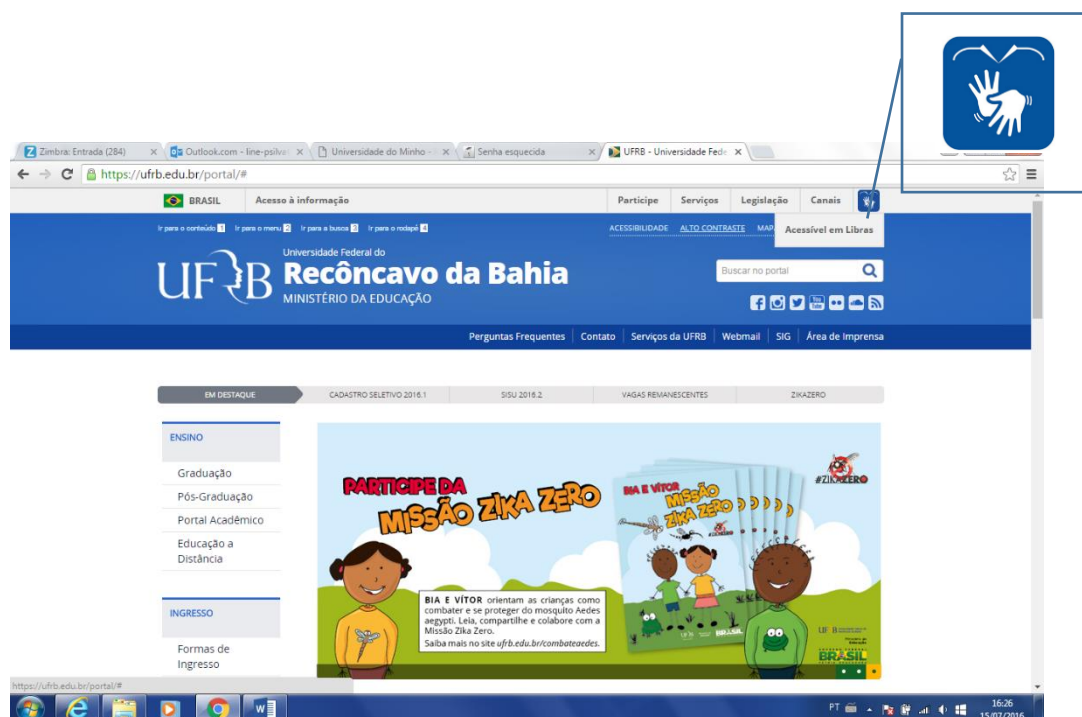 Zimbra: Entrada (284)
Outlook.com - line-psilve
Universidade do Minho -
Senha esquecida
UFRB - Universidade Fede
https://ufrb.edu.br/portal/#
BRASIL Acesso à informação Participe Serviços Legislação Canais
Ir para o conteúdo 1 Ir para o menu 2 Ir para a busca 3 Ir para o rodapé 4
ACESSIBILIDADE ALTO CONTRASTE
Acessível em Libras
UFRB
Universidade Federal do
Recôncavo da Bahia
MINISTÉRIO DA EDUCAÇÃO
Buscar no portal
You Tube
Perguntas Frequentes Contato Serviços da UFRB Webmail SIG Área de Imprensa
EM DESTAQUE CADASTRO SELETIVO 2016.1 SISU 2016.2 VAGAS REMANESCENTES ZIKAZERO
ENSINO
Graduação
Pós-Graduação
Portal Acadêmico
Educação a
Distância
INGRESSO
Formas de
Ingresso
PARTICIPE DA
MISSÃO ZIKA ZERO
BIA E VÍTOR orientam as crianças como
combater e se proteger do mosquito Aedes
aegypti. Leia, compartilhe e colabore com a
Missão Zika Zero.
Saiba mais no site ufrb.edu.br/combateaedes.
BIA E VITOR
MISSÃO
ZIKA ZERO
#ZIKAZERO
BRASIL
https://ufrb.edu.br/portal/#
PT
16:26
15/07/2016